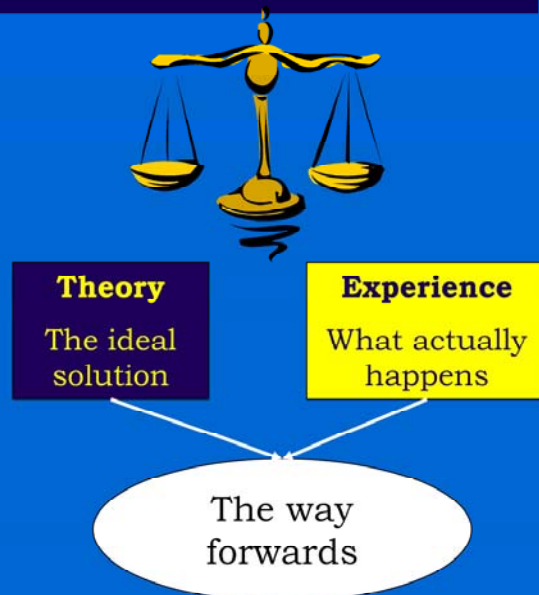 Theory
The ideal
solution
Experience
What actually
happens
The way
forwards